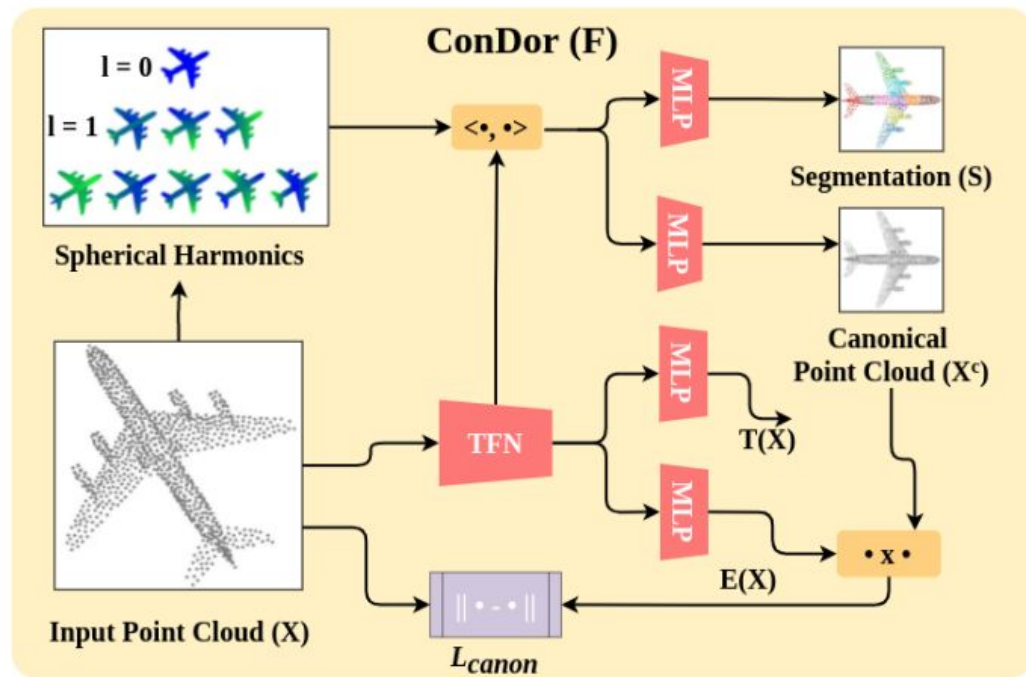 ConDor (F)
l = 0
l = 1
<•, •>
MLP
Segmentation (S)
MLP
Spherical Harmonics
Canonical
Point Cloud (Xᶜ)
MLP
T(X)
TFN
MLP
E(X)
• x •
|| • - • ||
Input Point Cloud (X)
L_canon